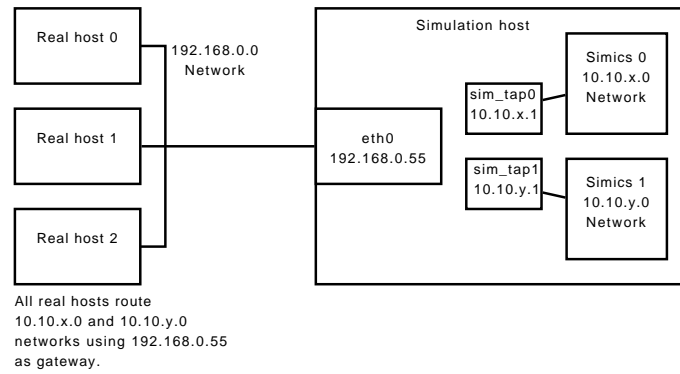 Real host 0
192.168.0.0
Network
Real host 1
Real host 2
All real hosts route
10.10.x.0 and 10.10.y.0
networks using 192.168.0.55
as gateway.
Simulation host
eth0
192.168.0.55
sim_tap0
10.10.x.1
Simics 0
10.10.x.0
Network
sim_tap1
10.10.y.1
Simics 1
10.10.y.0
Network